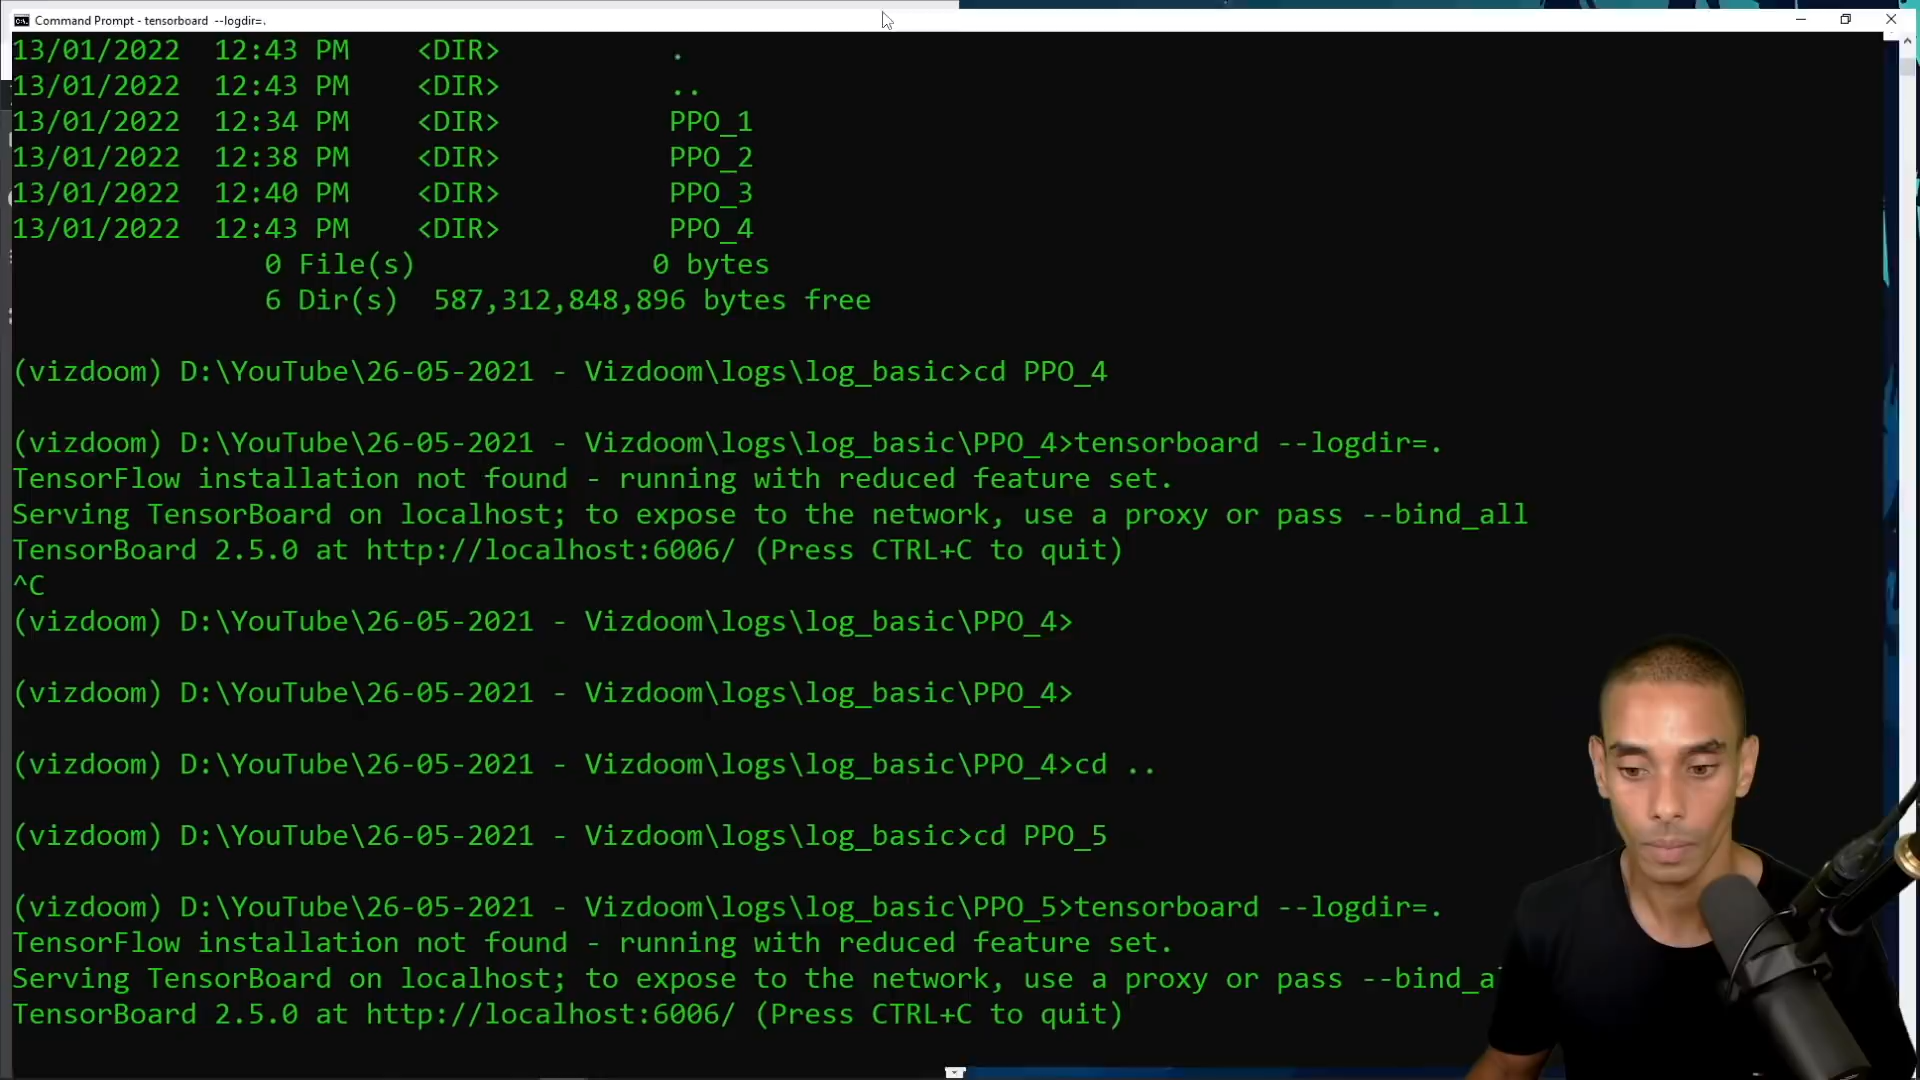 Command Prompt - tensorboard --logdir=.
13/01/2022 12:43 PM <DIR> .
13/01/2022 12:43 PM <DIR> ..
13/01/2022 12:34 PM <DIR> PPO_1
13/01/2022 12:38 PM <DIR> PPO_2
13/01/2022 12:40 PM <DIR> PPO_3
13/01/2022 12:43 PM <DIR> PPO_4
0 File(s) 0 bytes
6 Dir(s) 587,312,848,896 bytes free
(vizdoom) D:\YouTube\26-05-2021 - Vizdoom\logs\log_basic>cd PPO_4
(vizdoom) D:\YouTube\26-05-2021 - Vizdoom\logs\log_basic\PPO_4>tensorboard --logdir=.
TensorFlow installation not found - running with reduced feature set.
Serving TensorBoard on localhost; to expose to the network, use a proxy or pass --bind_all
TensorBoard 2.5.0 at http://localhost:6006/ (Press CTRL+C to quit)
^C
(vizdoom) D:\YouTube\26-05-2021 - Vizdoom\logs\log_basic\PPO_4>
(vizdoom) D:\YouTube\26-05-2021 - Vizdoom\logs\log_basic\PPO_4>
(vizdoom) D:\YouTube\26-05-2021 - Vizdoom\logs\log_basic\PPO_4>cd ..
(vizdoom) D:\YouTube\26-05-2021 - Vizdoom\logs\log_basic>cd PPO_5
(vizdoom) D:\YouTube\26-05-2021 - Vizdoom\logs\log_basic\PPO_5>tensorboard --logdir=.
TensorFlow installation not found - running with reduced feature set.
Serving TensorBoard on localhost; to expose to the network, use a proxy or pass --bind_a
TensorBoard 2.5.0 at http://localhost:6006/ (Press CTRL+C to quit)